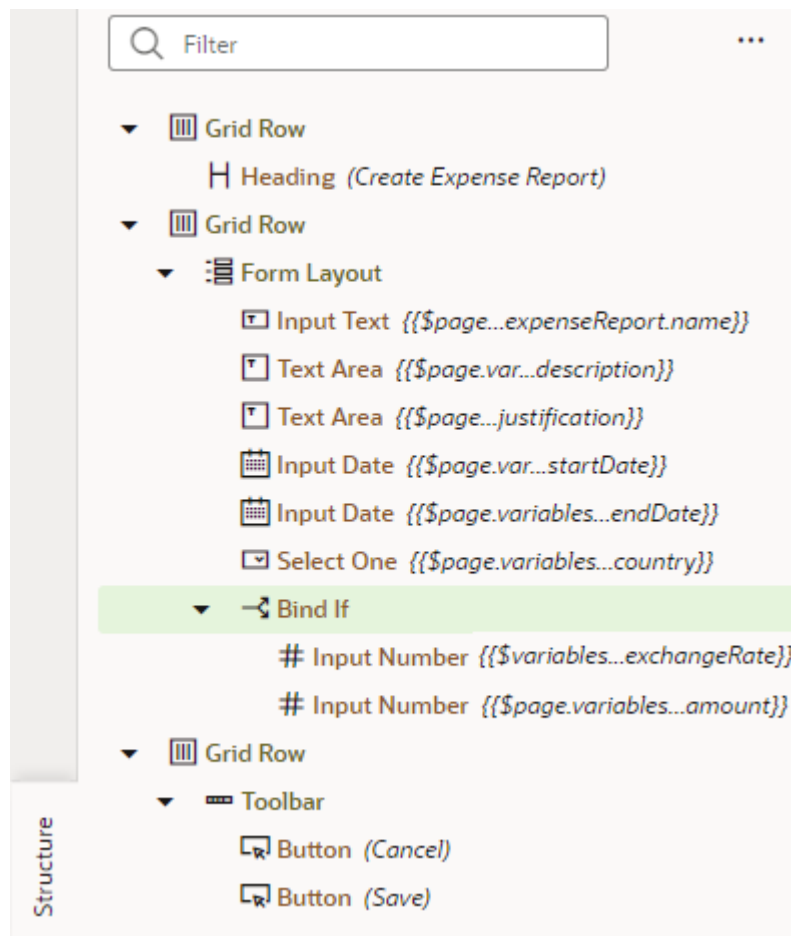 Filter
...
Grid Row
Heading (Create Expense Report)
Grid Row
Form Layout
Input Text {{$page...expenseReport.name}}
Text Area {{$page.var...description}}
Text Area {{$page...justification}}
Input Date {{$page.var...startDate}}
Input Date {{$page.variables...endDate}}
Select One {{$page.variables...country}}
Bind If
# Input Number {{$variables...exchangeRate}}
# Input Number {{$page.variables...amount}}
Grid Row
Toolbar
Button (Cancel)
Button (Save)
Structure